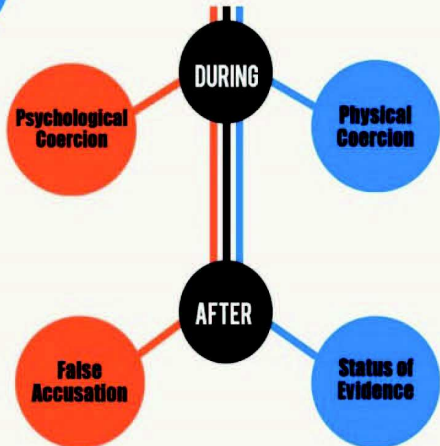 DURING
Psychological
Coercion
Physical
Coercion
AFTER
False
Accusation
Status of
Evidence